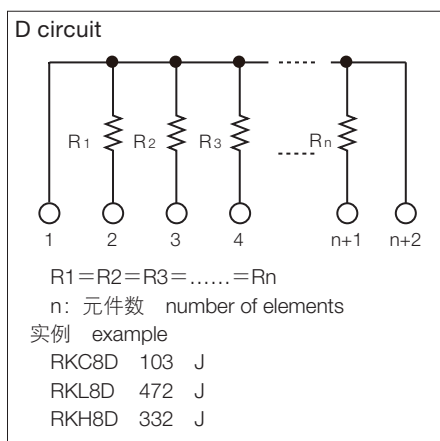 D circuit
R1 R2 R3 Rn
1 2 3 4 n+1 n+2
R1=R2=R3=......=Rn
n: 元件数 number of elements
实例 example
RKC8D 103 J
RKL8D 472 J
RKH8D 332 J